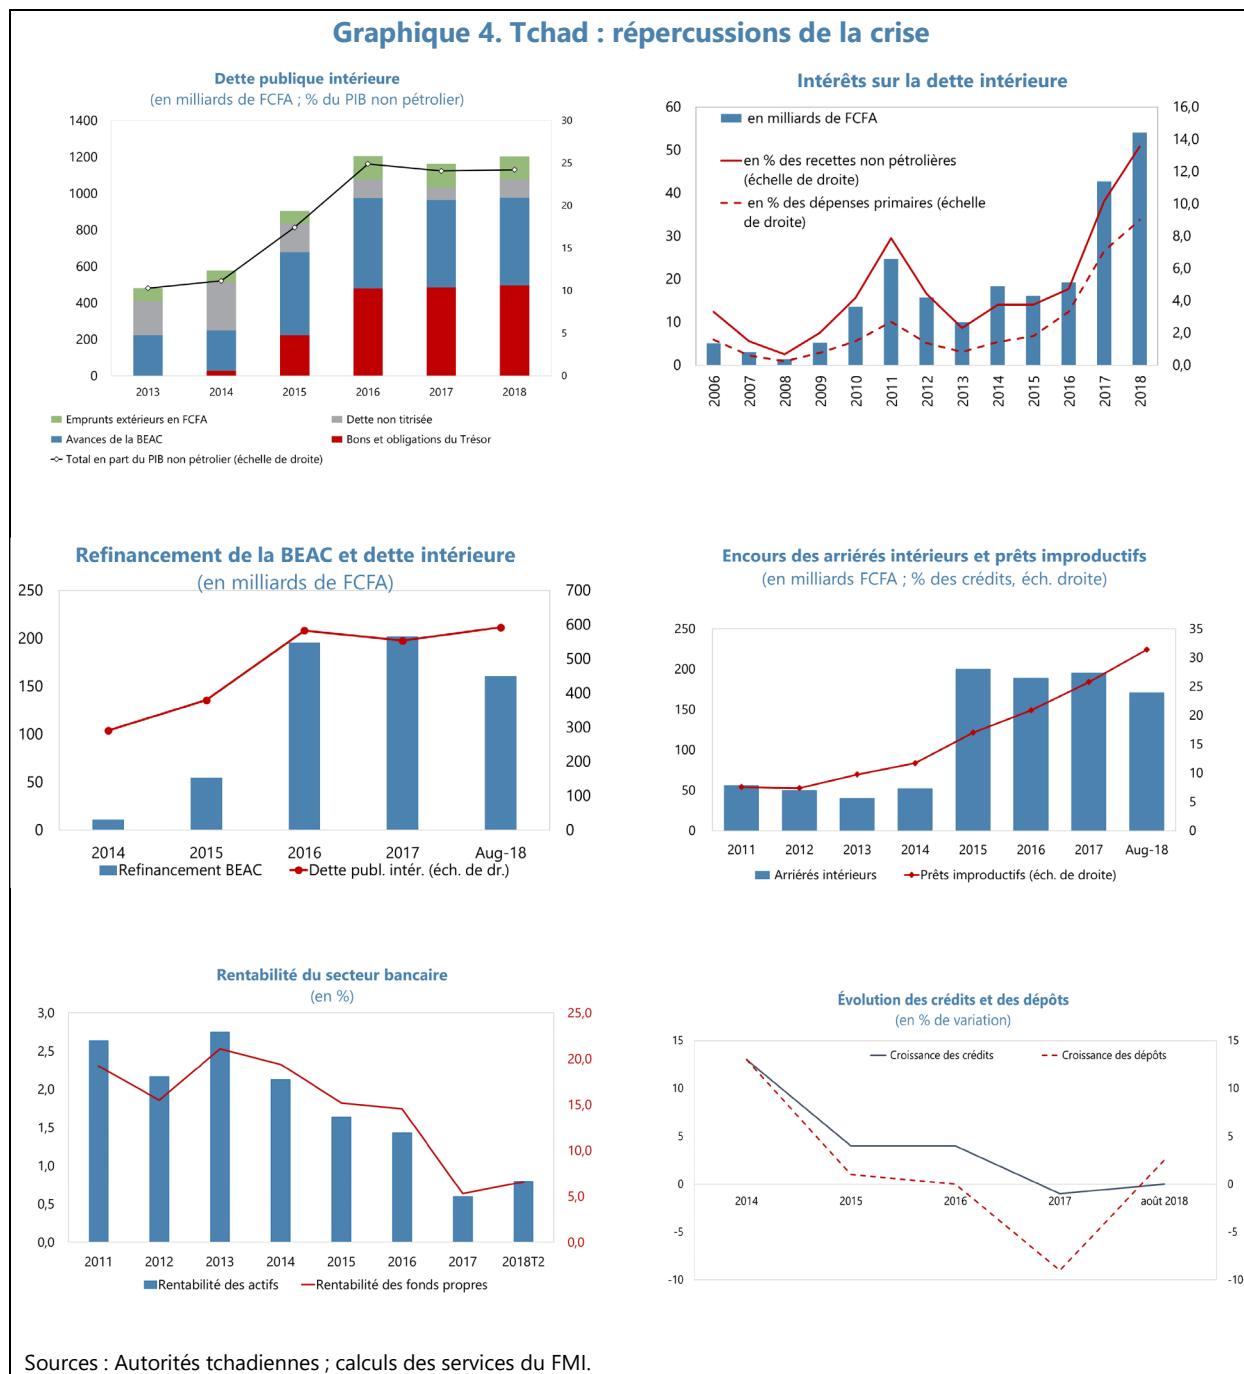 Graphique 4. Tchad : répercussions de la crise
Dette publique intérieure
(en milliards de FCFA ; % du PIB non pétrolier)
1400
1200
1000
800
600
400
200
0
30
25
20
15
10
5
0
2013 2014 2015 2016 2017 2018
Emprunts extérieurs en FCFA Dette non titrisée
Avances de la BEAC Bons et obligations du Trésor
Total en part du PIB non pétrolier (échelle de droite)
Intérêts sur la dette intérieure
60
50
40
30
20
10
0
16,0
14,0
12,0
10,0
8,0
6,0
4,0
2,0
0,0
en milliards de FCFA
en % des recettes non pétrolières
(échelle de droite)
en % des dépenses primaires (échelle
de droite)
2006 2007 2008 2009 2010 2011 2012 2013 2014 2015 2016 2017 2018
Refinancement de la BEAC et dette intérieure
(en milliards de FCFA)
250
200
150
100
50
0
700
600
500
400
300
200
100
0
2014 2015 2016 2017 Aug-18
Refinancement BEAC Dette publ. intér. (éch. de dr.)
Encours des arriérés intérieurs et prêts improductifs
(en milliards FCFA ; % des crédits, éch. droite)
250
200
150
100
50
0
35
30
25
20
15
10
5
0
2011 2012 2013 2014 2015 2016 2017 Aug-18
Arriérés intérieurs Prêts improductifs (éch. de droite)
Rentabilité du secteur bancaire
(en %)
3,0
2,5
2,0
1,5
1,0
0,5
0,0
25,0
20,0
15,0
10,0
5,0
0,0
2011 2012 2013 2014 2015 2016 2017 2018T2
Rentabilité des actifs Rentabilité des fonds propres
Évolution des crédits et des dépôts
(en % de variation)
15
10
5
0
-5
-10
15
10
5
0
-5
-10
Croissance des crédits Croissance des dépôts
2014 2015 2016 2017 août 2018
Sources : Autorités tchadiennes ; calculs des services du FMI.